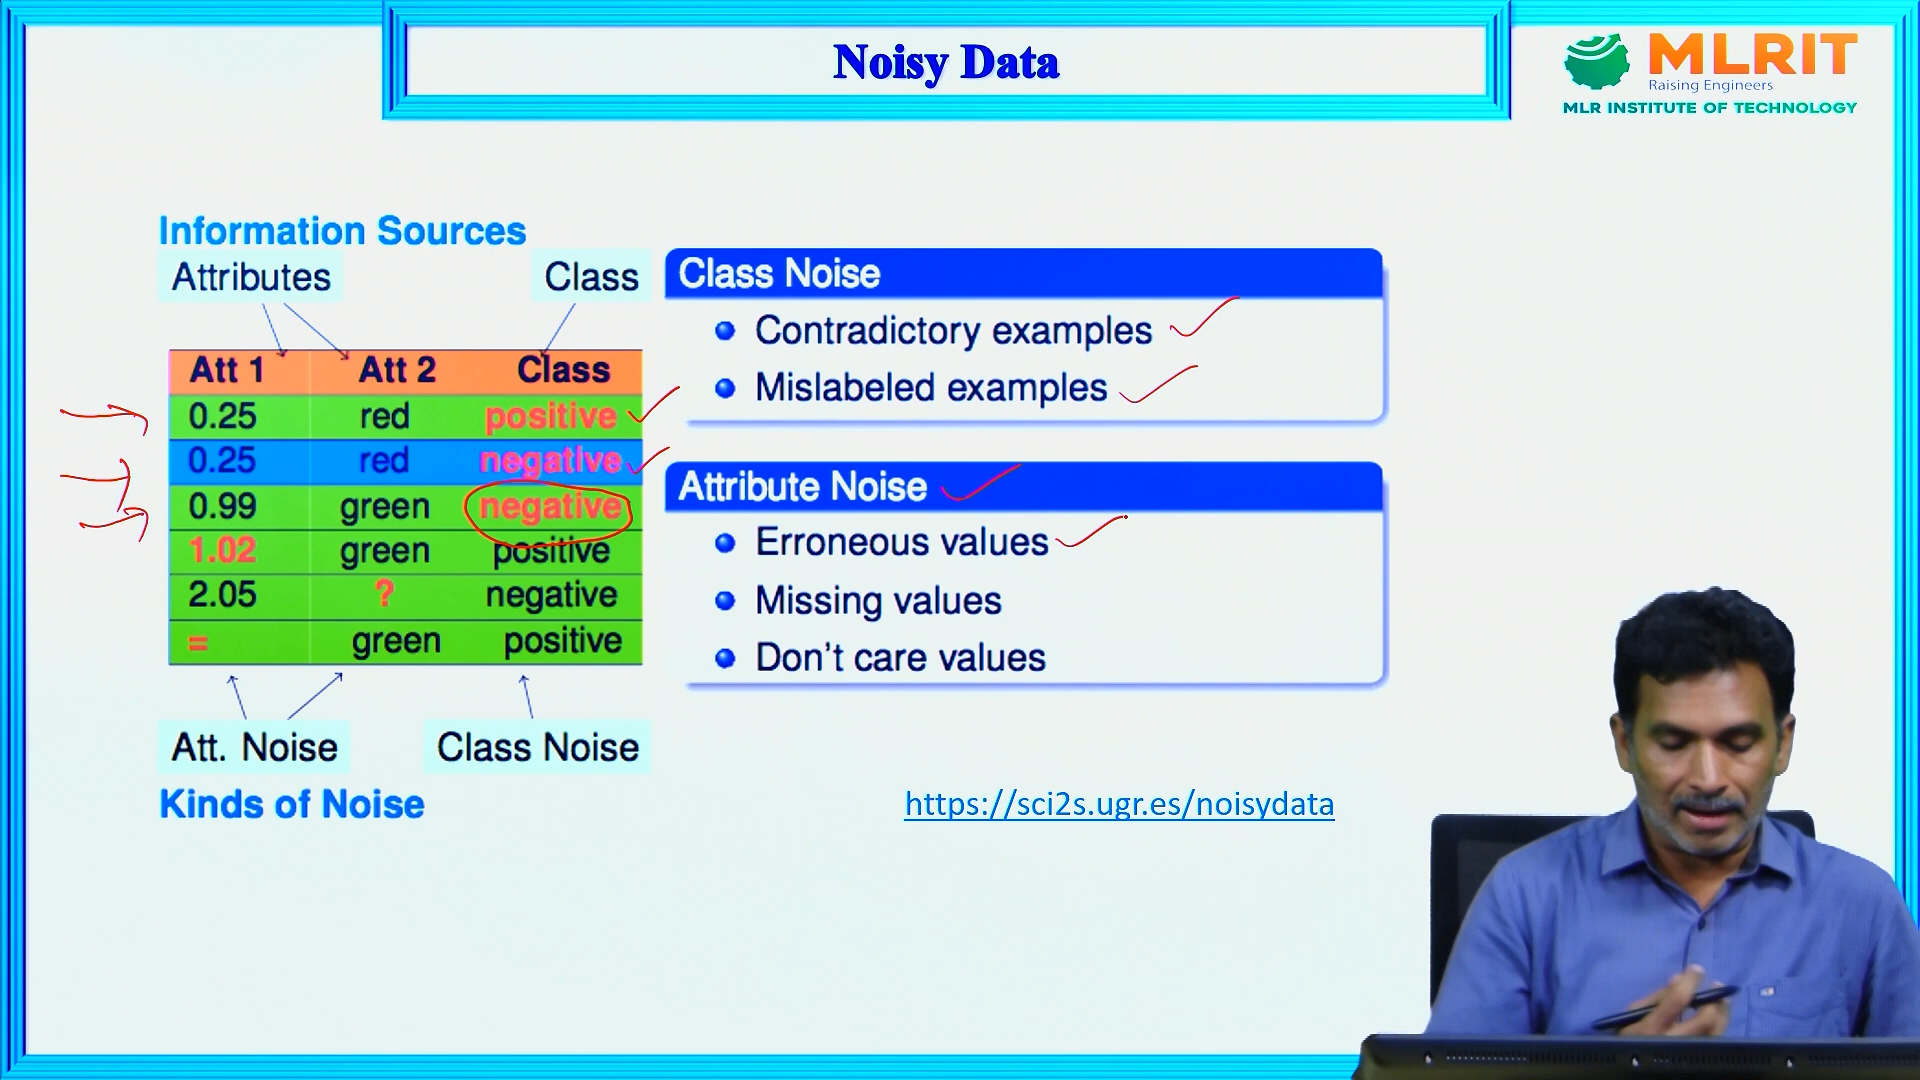 Noisy Data
MLRIT
Raising Engineers
MLR INSTITUTE OF TECHNOLOGY
Information Sources
Attributes Class
Att 1 Att 2 Class
0.25 red positive
0.25 red negative
0.99 green negative
1.02 green positive
2.05 ? negative
= green positive
Att. Noise Class Noise
Kinds of Noise
Class Noise
Contradictory examples
Mislabeled examples
Attribute Noise
Erroneous values
Missing values
Don't care values
https://sci2s.ugr.es/noisydata